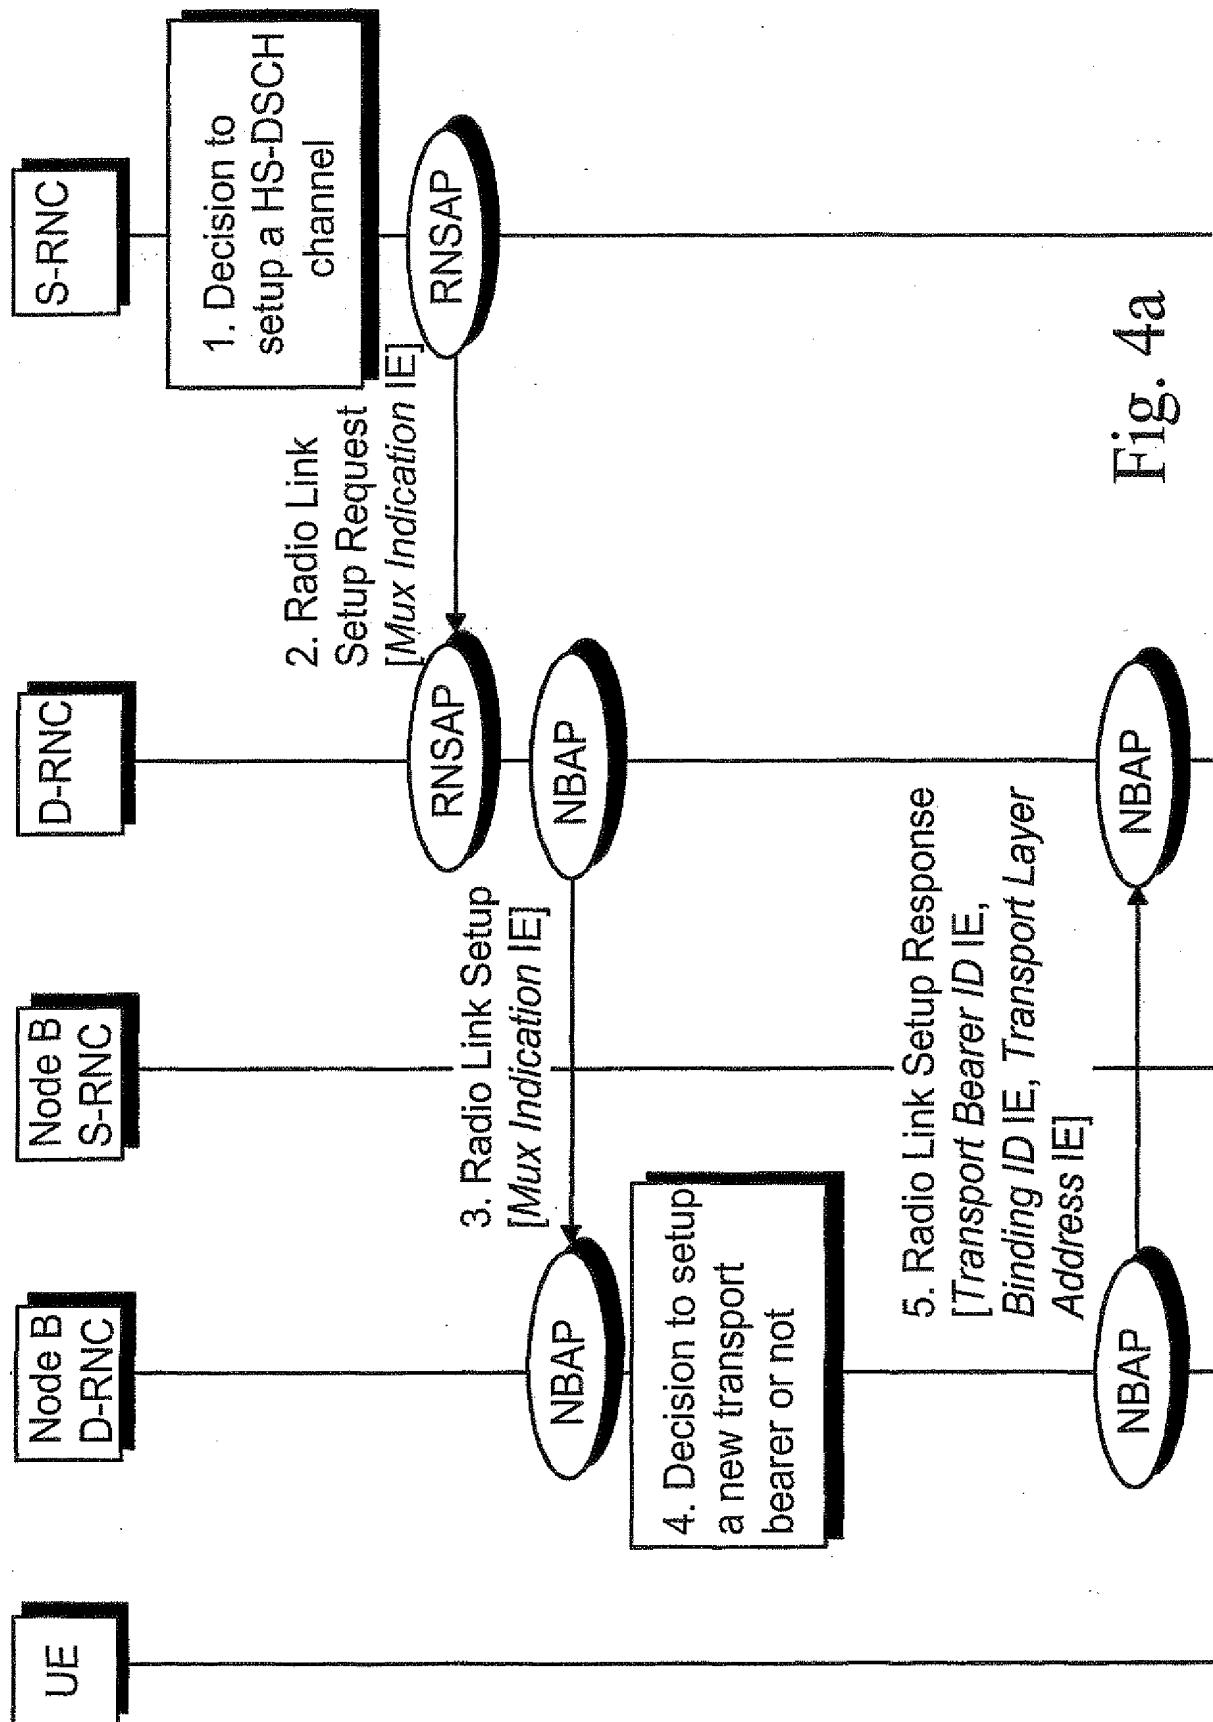 UE
Node B
D-RNC
Node B
S-RNC
D-RNC
S-RNC
1. Decision to
setup a HS-DSCH
channel
2. Radio Link
Setup Request
[Mux Indication IE]
RNSAP
RNSAP
3. Radio Link Setup
[Mux Indication IE]
NBAP
NBAP
4. Decision to setup
a new transport
bearer or not
5. Radio Link Setup Response
[Transport Bearer ID IE,
Binding ID IE, Transport Layer
Address IE]
NBAP
NBAP
Fig. 4a